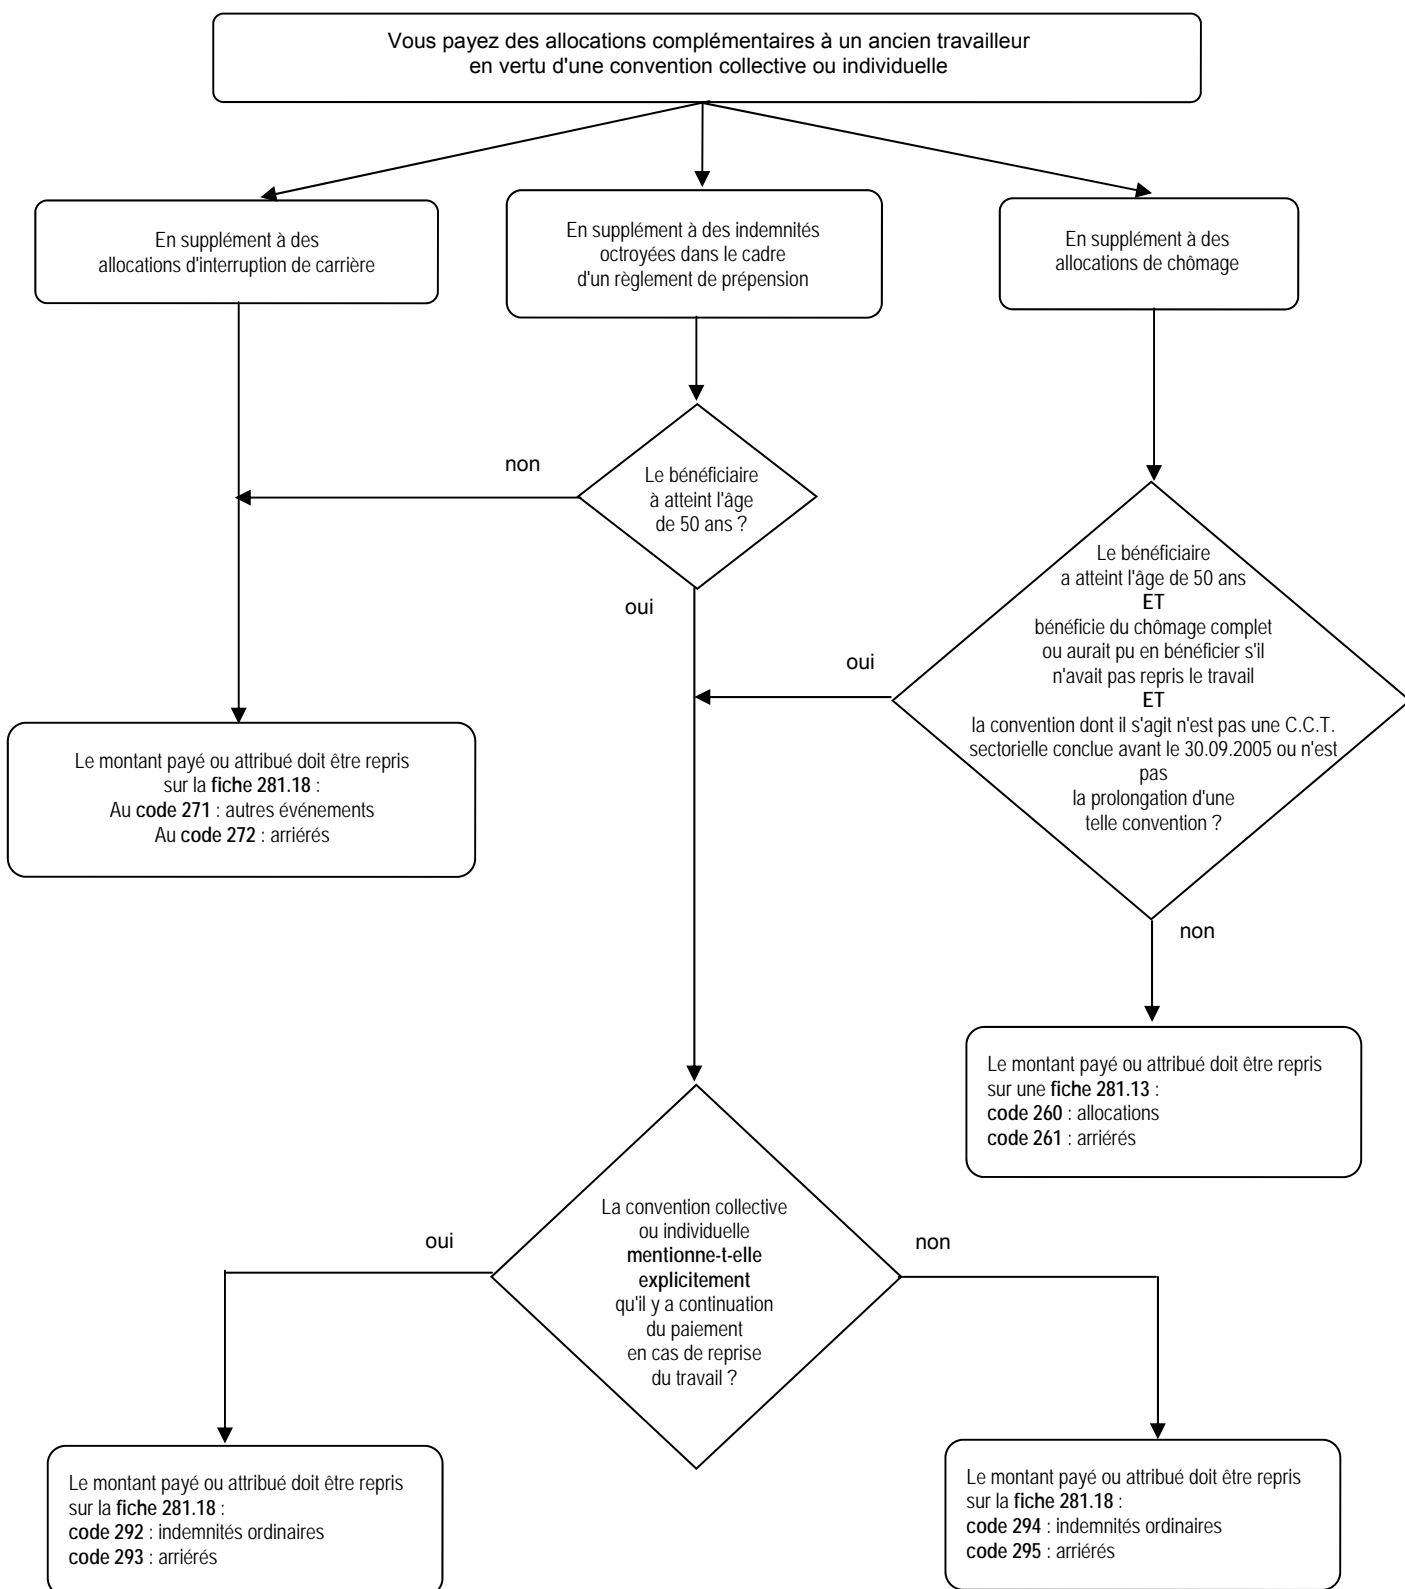 Vous payez des allocations complémentaires à un ancien travailleur
en vertu d'une convention collective ou individuelle
En supplément à des
allocations d'interruption de carrière
En supplément à des indemnités
octroyées dans le cadre
d'un règlement de prépension
En supplément à des
allocations de chômage
non
Le bénéficiaire
à atteint l'âge
de 50 ans ?
oui
Le bénéficiaire
a atteint l'âge de 50 ans
ET
bénéficie du chômage complet
ou aurait pu en bénéficier s'il
n'avait pas repris le travail
ET
la convention dont il s'agit n'est pas une C.C.T.
sectorielle conclue avant le 30.09.2005 ou n'est
pas
la prolongation d'une
telle convention ?
oui
non
Le montant payé ou attribué doit être repris
sur la fiche 281.18 :
Au code 271 : autres événements
Au code 272 : arriérés
Le montant payé ou attribué doit être repris
sur une fiche 281.13 :
code 260 : allocations
code 261 : arriérés
La convention collective
ou individuelle
mentionne-t-elle
explicitement
qu'il y a continuation
du paiement
en cas de reprise
du travail ?
oui
non
Le montant payé ou attribué doit être repris
sur la fiche 281.18 :
code 292 : indemnités ordinaires
code 293 : arriérés
Le montant payé ou attribué doit être repris
sur la fiche 281.18 :
code 294 : indemnités ordinaires
code 295 : arriérés